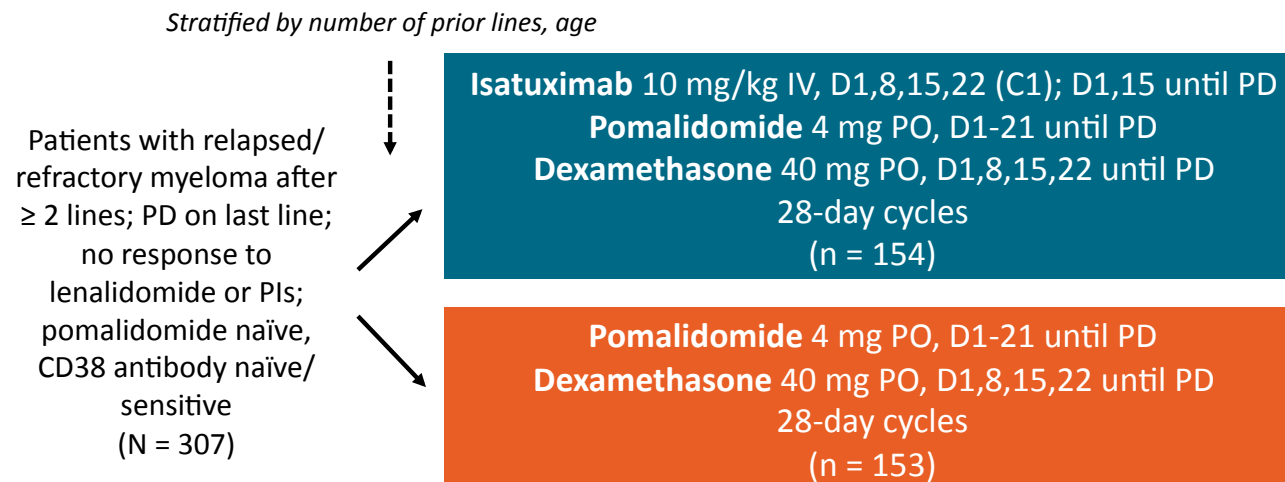 Stratified by number of prior lines, age
Patients with relapsed/
refractory myeloma after
≥ 2 lines; PD on last line;
no response to
lenalidomide or PIs;
pomalidomide naïve,
CD38 antibody naïve/
sensitive
(N = 307)
Isatuximab 10 mg/kg IV, D1,8,15,22 (C1); D1,15 until PD
Pomalidomide 4 mg PO, D1-21 until PD
Dexamethasone 40 mg PO, D1,8,15,22 until PD
28-day cycles
(n = 154)
Pomalidomide 4 mg PO, D1-21 until PD
Dexamethasone 40 mg PO, D1,8,15,22 until PD
28-day cycles
(n = 153)